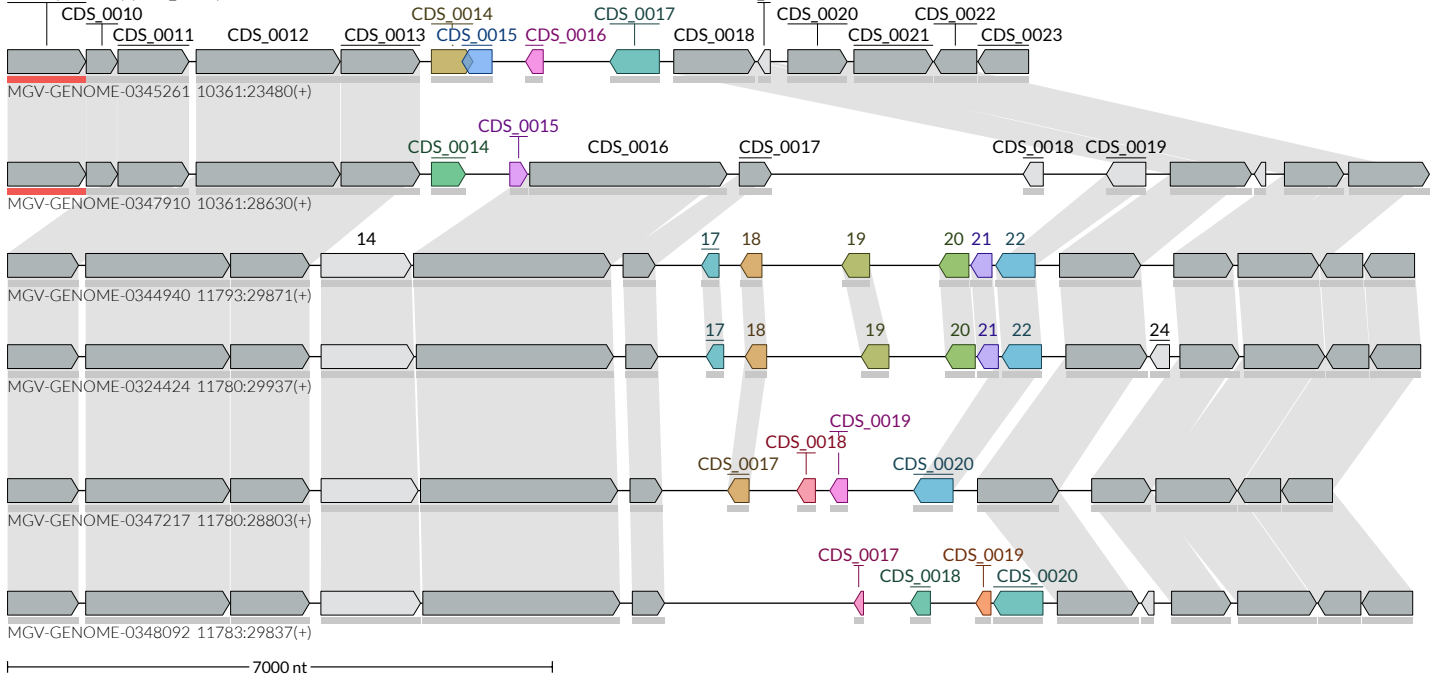 CDS_0010 CDS_0014 CDS_0017 CDS_0020 CDS_0022
CDS_0011 CDS_0012 CDS_0013 CDS_0015 CDS_0016 CDS_0018 CDS_0021 CDS_0023
MGV-GENOME-0345261 10361:23480(+)
CDS_0015
CDS_0014 CDS_0016 CDS_0017 CDS_0018 CDS_0019
MGV-GENOME-0347910 10361:28630(+)
14 17 18 19 20 21 22
MGV-GENOME-0344940 11793:29871(+)
17 18 19 20 21 22 24
MGV-GENOME-0324424 11780:29937(+)
CDS_0019
CDS_0018
CDS_0017 CDS_0020
MGV-GENOME-0347217 11780:28803(+)
CDS_0017 CDS_0019
CDS_0018 CDS_0020
MGV-GENOME-0348092 11783:29837(+)
7000 nt